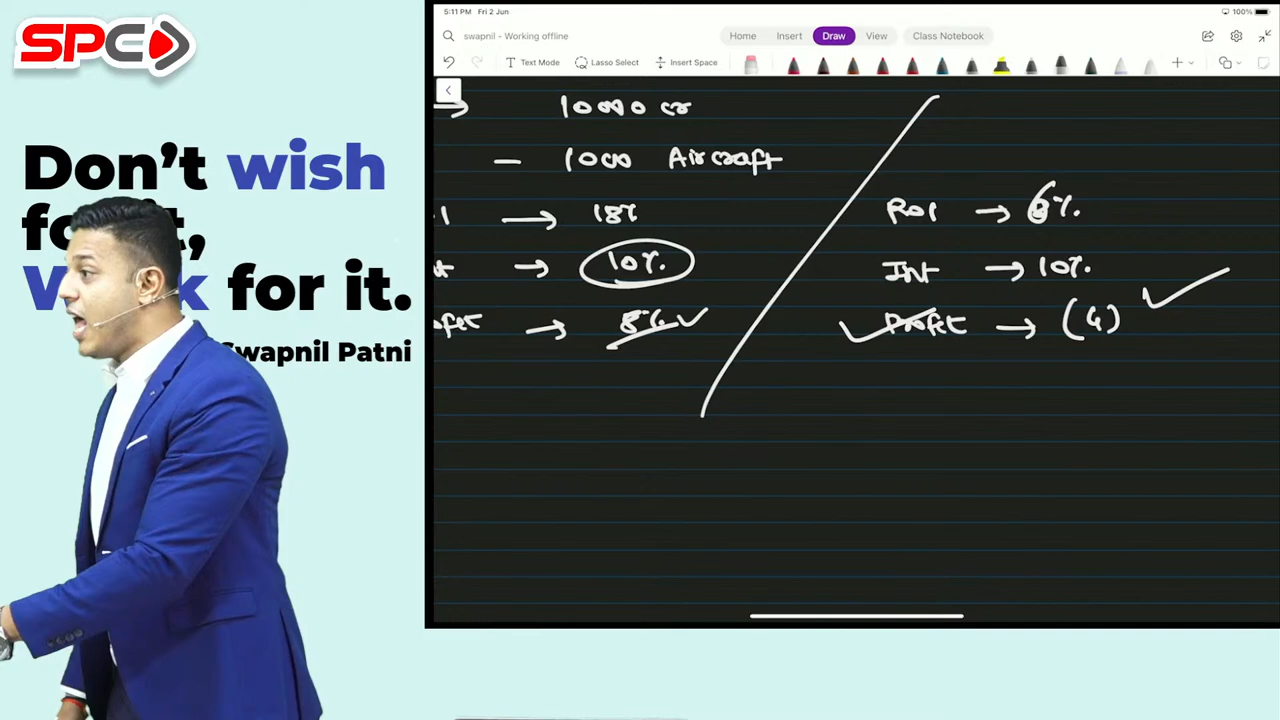 SPC
Don't wish
for it,
Work for it.
Swapnil Patni
5:11 PM Fri 2 Jun
100%
swapnil - Working offline
Home Insert Draw View Class Notebook
Text Mode Lasso Select Insert Space
→ 10000 cr
- 1000 Aircraft
→ 18%
→ 10%.
→ 8%
ROI → 6%.
Int → 10%.
Profit → (4)